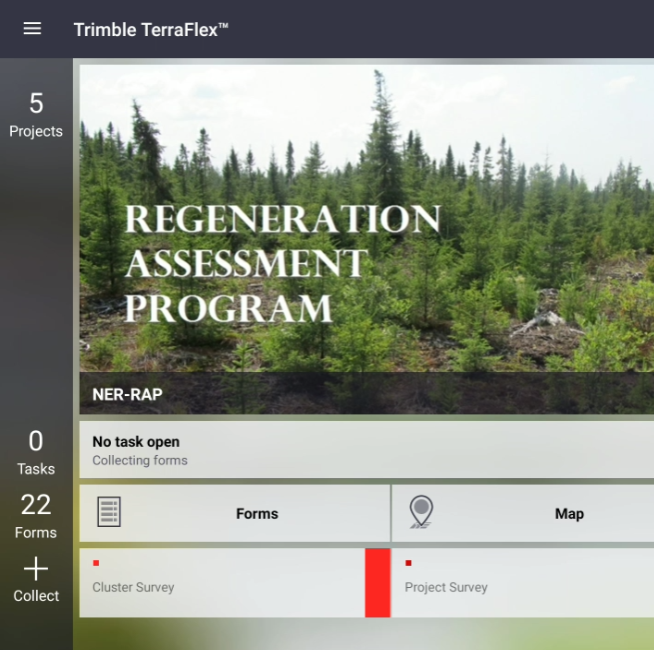 Trimble TerraFlex™
5
Projects
REGENERATION
ASSESSMENT
PROGRAM
NER-RAP
No task open
Collecting forms
0
Tasks
22
Forms
Collect
Forms
Map
Cluster Survey
Project Survey